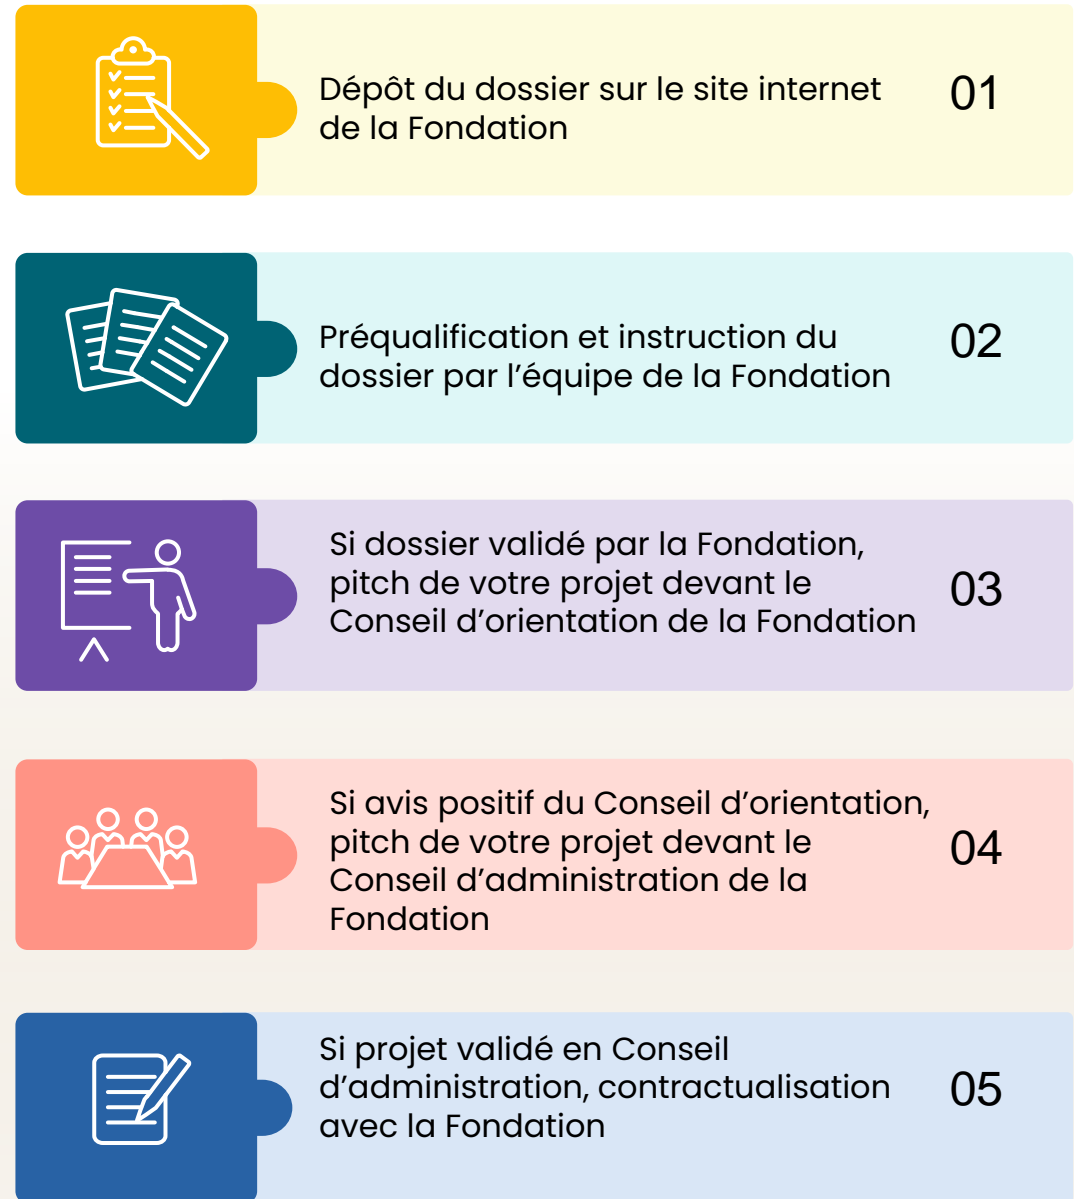 Dépôt du dossier sur le site internet
de la Fondation
01
Préqualification et instruction du
dossier par l’équipe de la Fondation
02
Si dossier validé par la Fondation,
pitch de votre projet devant le
Conseil d’orientation de la Fondation
03
Si avis positif du Conseil d’orientation,
pitch de votre projet devant le
Conseil d’administration de la
Fondation
04
Si projet validé en Conseil
d’administration, contractualisation
avec la Fondation
05